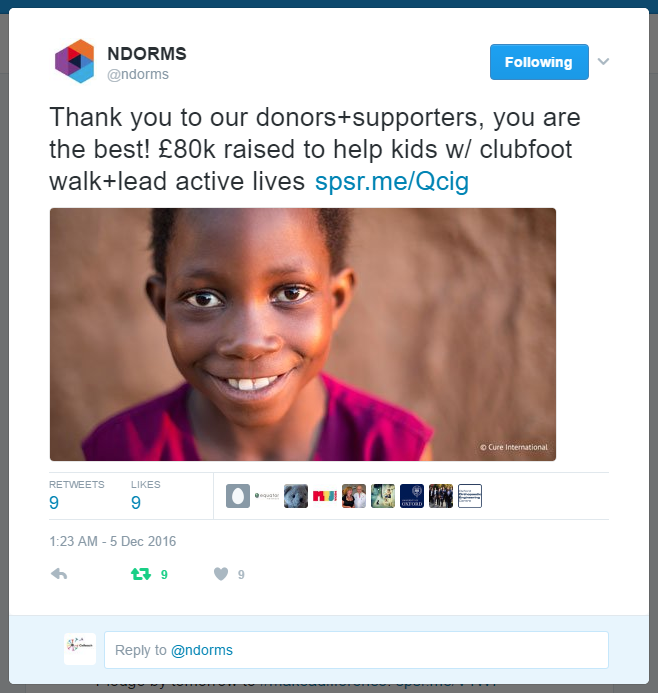 NDORMS
@ndorms
Following
Thank you to our donors+supporters, you are
the best! £80k raised to help kids w/ clubfoot
walk+lead active lives spsr.me/Qcig
© Cure International
RETWEETS
LIKES
9
9
equator
OXFORD
1:23 AM - 5 Dec 2016
9
9
Reply to @ndorms